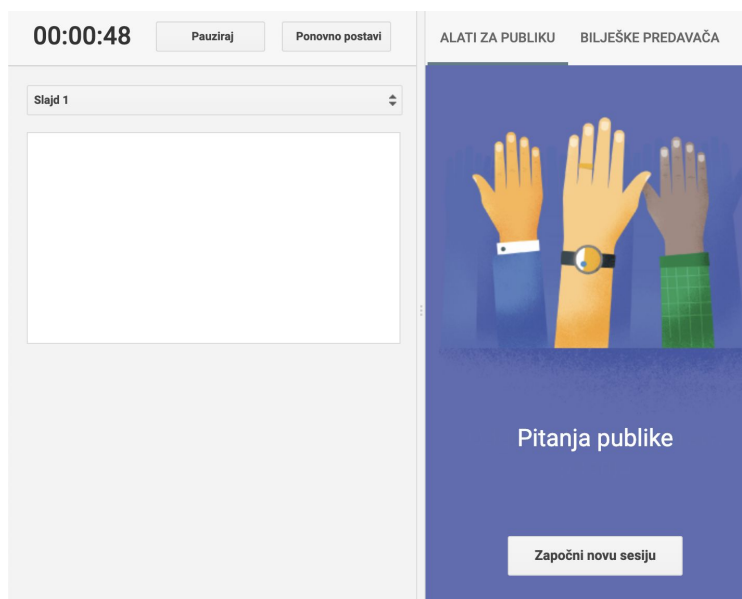 00:00:48
Pauziraj
Ponovno postavi
Slajd 1
ALATI ZA PUBLIKU
BILJEŠKE PREDAVAČA
Pitanja publike
Započni novu sesiju